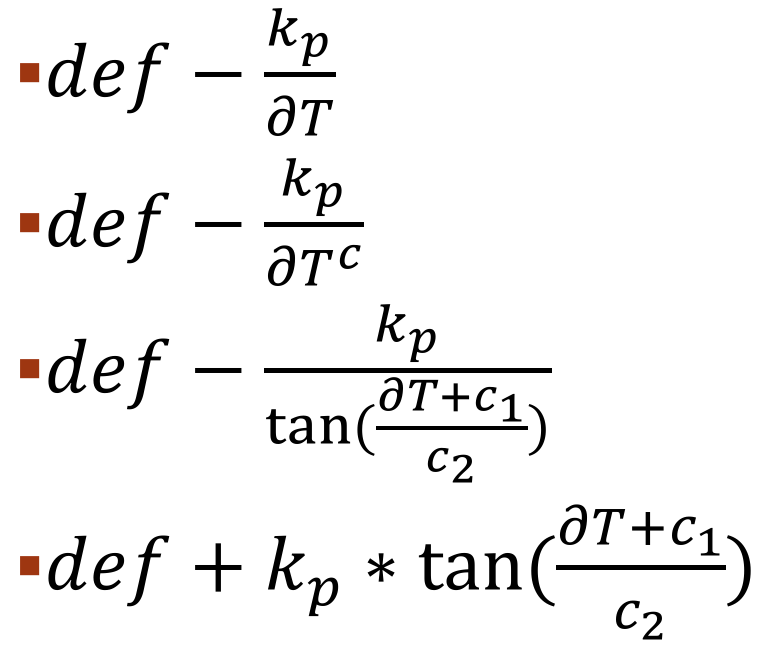 ▪def − k_p/∂T
▪def − k_p/∂T^c
▪def − k_p/tan((∂T+c_1)/c_2)
▪def + k_p * tan((∂T+c_1)/c_2)